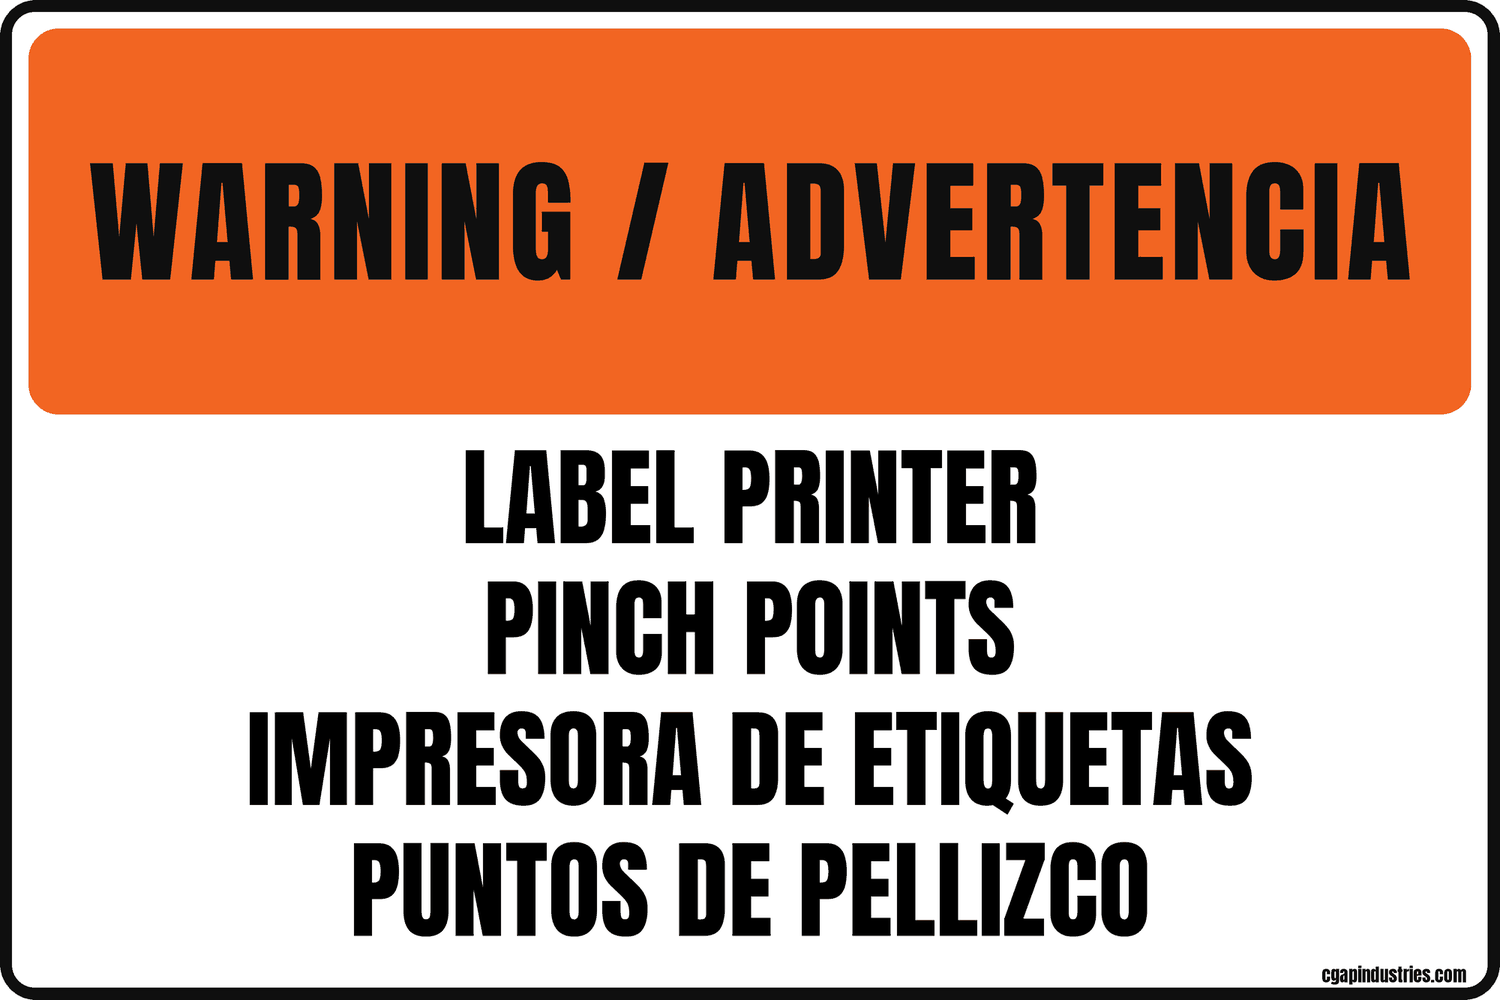 WARNING / ADVERTENCIA
LABEL PRINTER
PINCH POINTS
IMPRESORA DE ETIQUETAS
PUNTOS DE PELLIZCO
cgapindustries.com